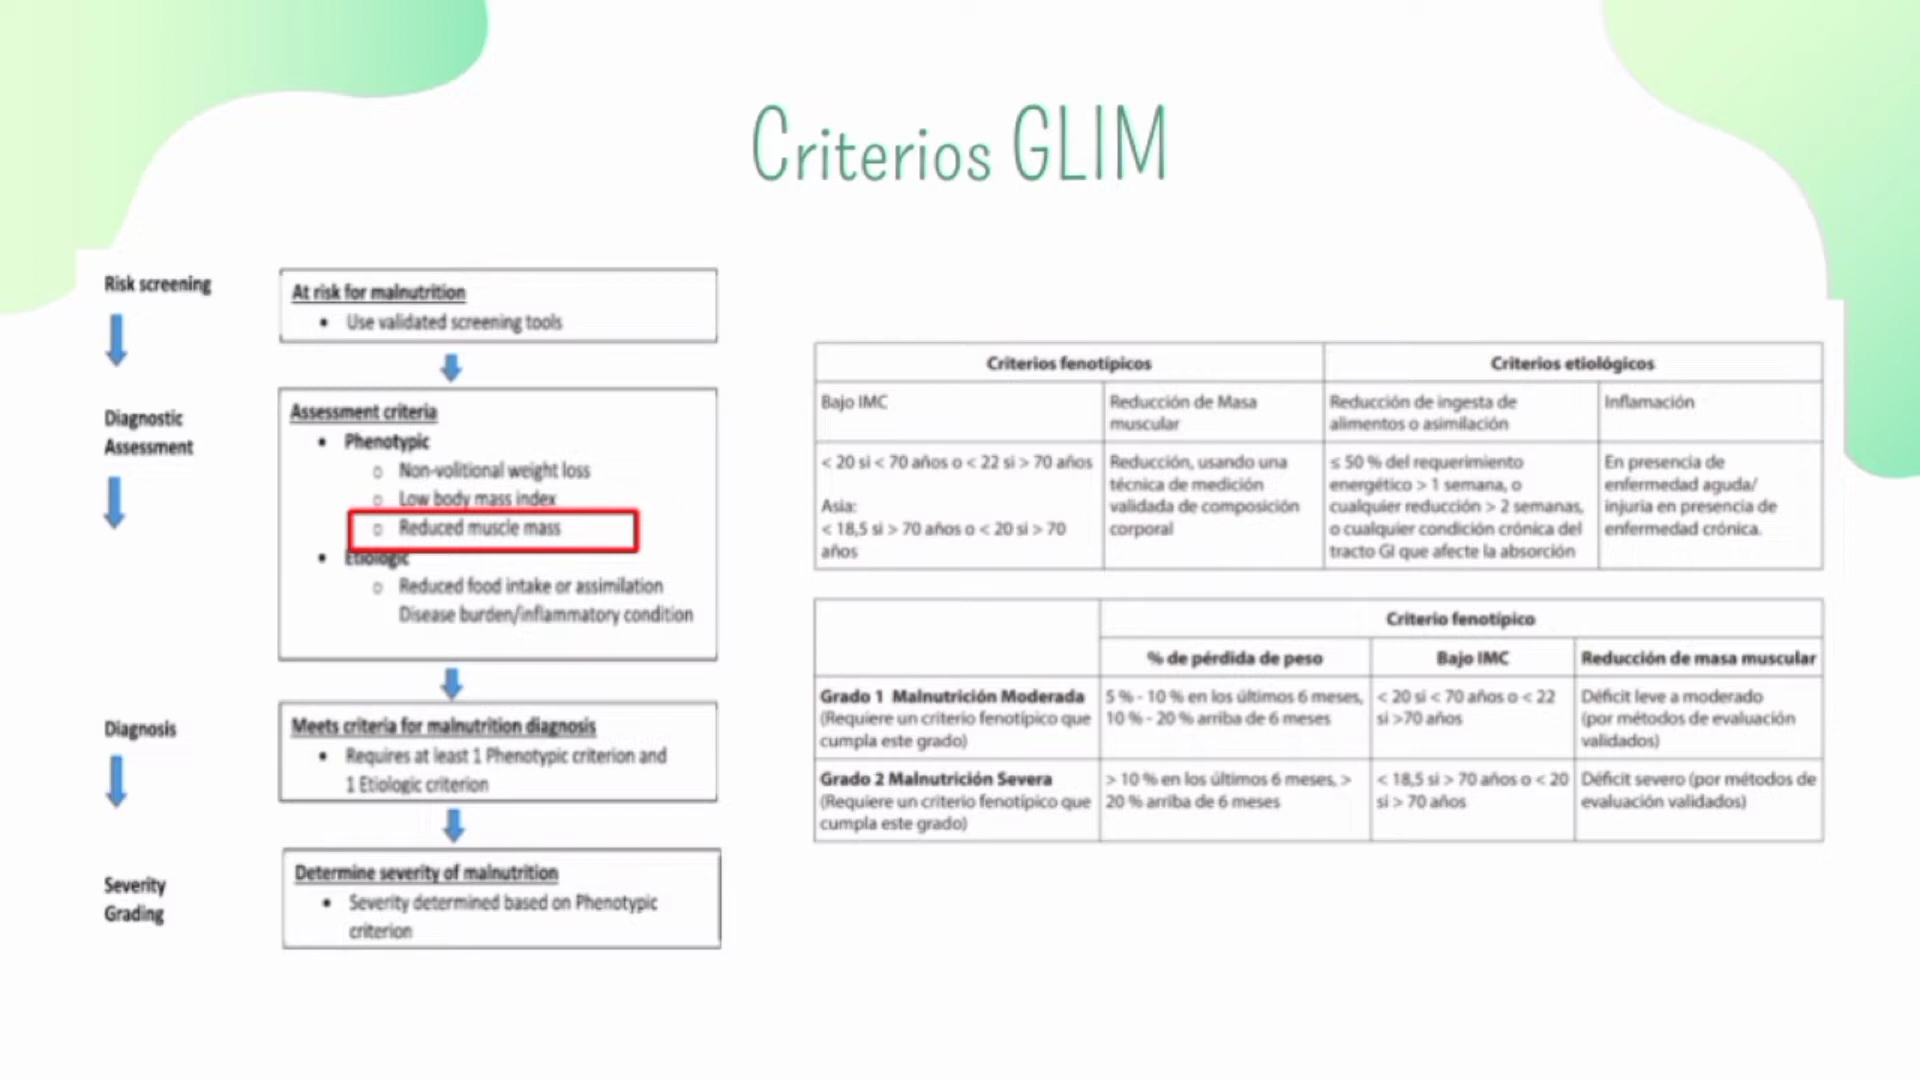 Criterios GLIM
Risk screening
At risk for malnutrition
• Use validated screening tools
Diagnostic
Assessment
Assessment criteria
• Phenotypic
o Non-volitional weight loss
o Low body mass index
o Reduced muscle mass
• Etiologic
o Reduced food intake or assimilation
Disease burden/inflammatory condition
Diagnosis
Meets criteria for malnutrition diagnosis
• Requires at least 1 Phenotypic criterion and
1 Etiologic criterion
Severity
Grading
Determine severity of malnutrition
• Severity determined based on Phenotypic
criterion
Criterios fenotípicos
Criterios etiológicos
Bajo IMC
Reducción de Masa
muscular
Reducción de ingesta de
alimentos o asimilación
Inflamación
< 20 si < 70 años o < 22 si > 70 años
Asia:
< 18,5 si > 70 años o < 20 si > 70
años
Reducción, usando una
técnica de medición
validada de composición
corporal
≤ 50 % del requerimiento
energético > 1 semana, o
cualquier reducción > 2 semanas,
o cualquier condición crónica del
tracto GI que afecte la absorción
En presencia de
enfermedad aguda/
injuria en presencia de
enfermedad crónica.
Criterio fenotípico
% de pérdida de peso
Bajo IMC
Reducción de masa muscular
Grado 1 Malnutrición Moderada
(Requiere un criterio fenotípico que
cumpla este grado)
5 % - 10 % en los últimos 6 meses,
10 % - 20 % arriba de 6 meses
< 20 si < 70 años o < 22
si >70 años
Déficit leve a moderado
(por métodos de evaluación
validados)
Grado 2 Malnutrición Severa
(Requiere un criterio fenotípico que
cumpla este grado)
> 10 % en los últimos 6 meses, >
20 % arriba de 6 meses
< 18,5 si > 70 años o < 20
si > 70 años
Déficit severo (por métodos de
evaluación validados)